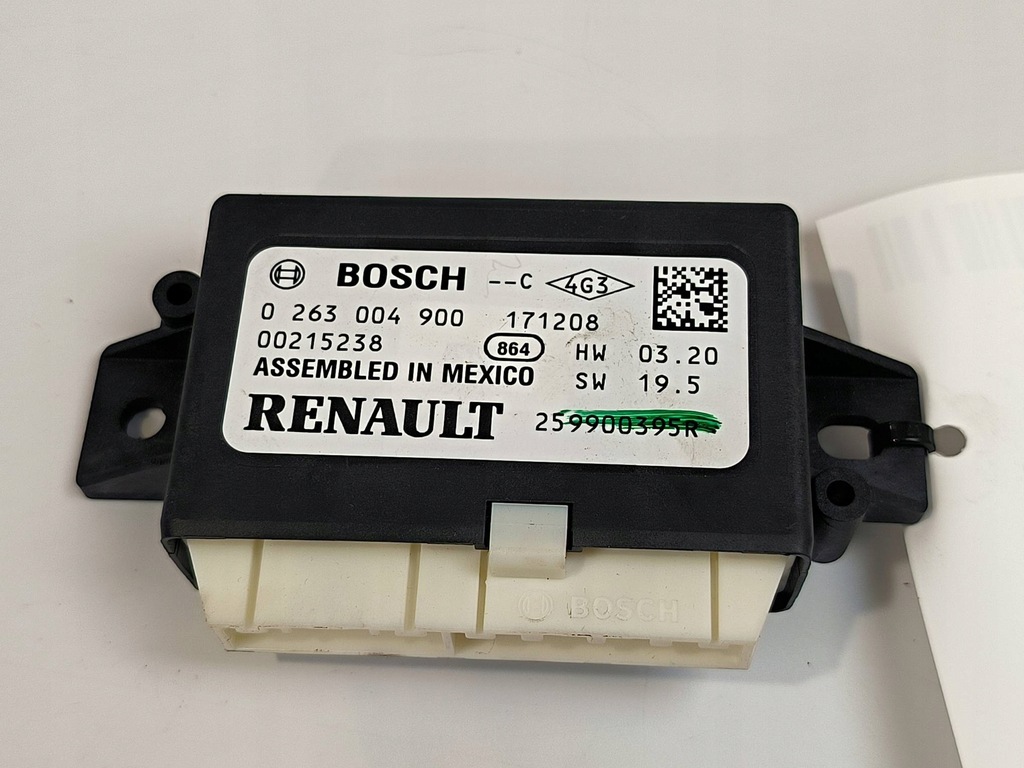 BOSCH --C 4G3
0 263 004 900 171208
00215238 864 HW 03.20
ASSEMBLED IN MEXICO SW 19.5
RENAULT 259900395R
BOSCH